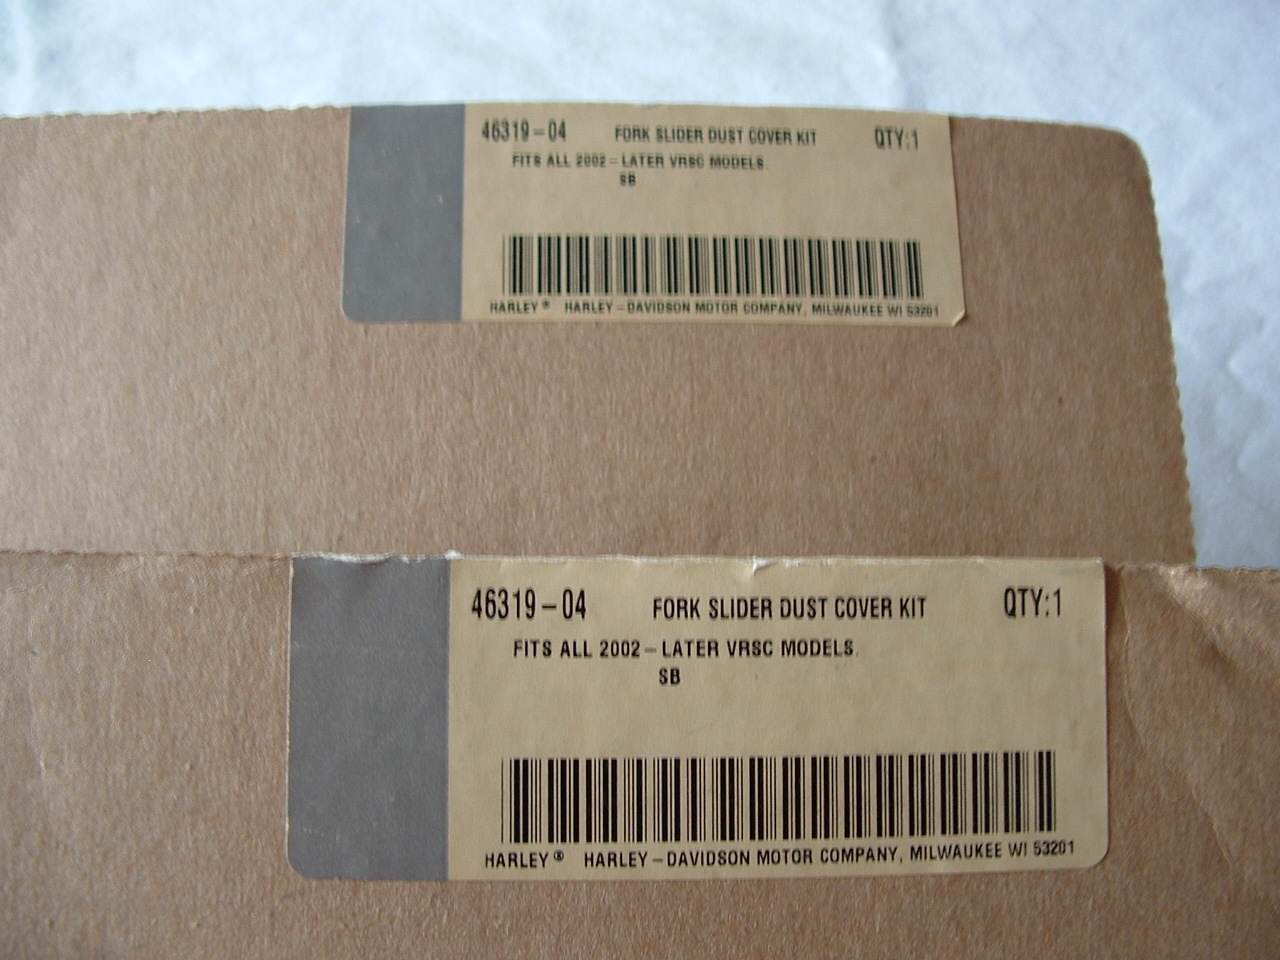 46319-04 FORK SLIDER DUST COVER KIT QTY:1
FITS ALL 2002-LATER VRSC MODELS.
SB
HARLEY® HARLEY-DAVIDSON MOTOR COMPANY, MILWAUKEE WI 53201
46319-04 FORK SLIDER DUST COVER KIT QTY:1
FITS ALL 2002-LATER VRSC MODELS.
SB
HARLEY® HARLEY-DAVIDSON MOTOR COMPANY, MILWAUKEE WI 53201